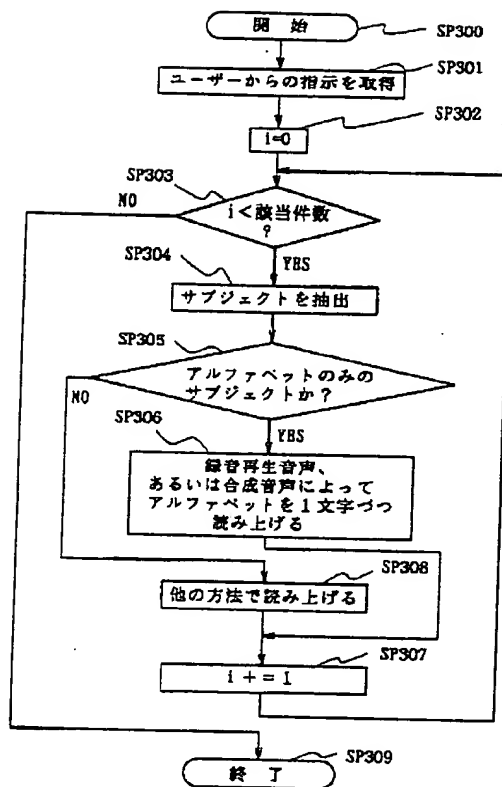 開始
SP300
SP301
ユーザーからの指示を取得
SP302
i=0
SP303
NO
i<該当件数
?
SP304
YES
サブジェクトを抽出
SP305
アルファベットのみの
サブジェクトか?
NO
SP306
YES
録音再生音声、
あるいは合成音声によって
アルファベットを1文字づつ
読み上げる
SP308
他の方法で読み上げる
SP307
i += 1
SP309
終了